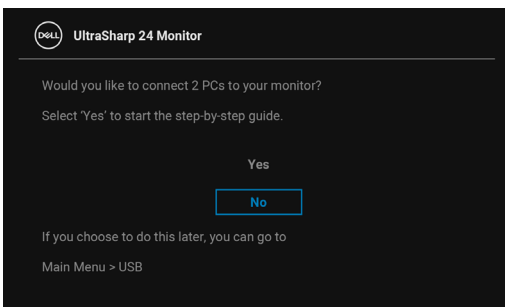 DELL
UltraSharp 24 Monitor
Would you like to connect 2 PCs to your monitor?
Select ‘Yes’ to start the step-by-step guide.
Yes
No
If you choose to do this later, you can go to
Main Menu > USB